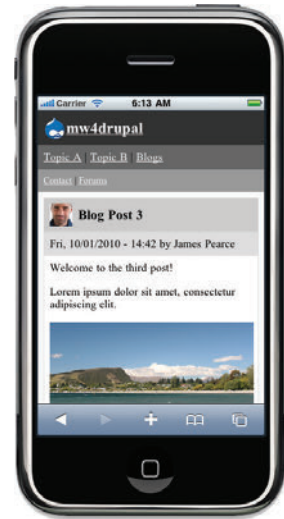 Carrier 6:13 AM
mw4drupal
Topic A | Topic B | Blogs
Contact | Forums
Blog Post 3
Fri, 10/01/2010 - 14:42 by James Pearce
Welcome to the third post!
Lorem ipsum dolor sit amet, consectetur
adipiscing elit.